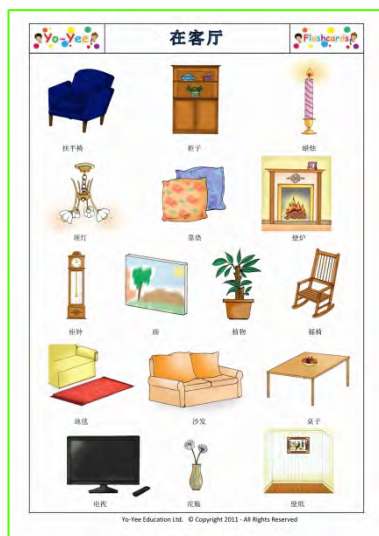 Yo-Yee
在客厅
Flashcards
扶手椅
柜子
蜡烛
吊灯
靠垫
壁炉
座钟
画
植物
摇椅
地毯
沙发
桌子
电视
花瓶
壁纸
Yo-Yee Education Ltd. © Copyright 2011 - All Rights Reserved